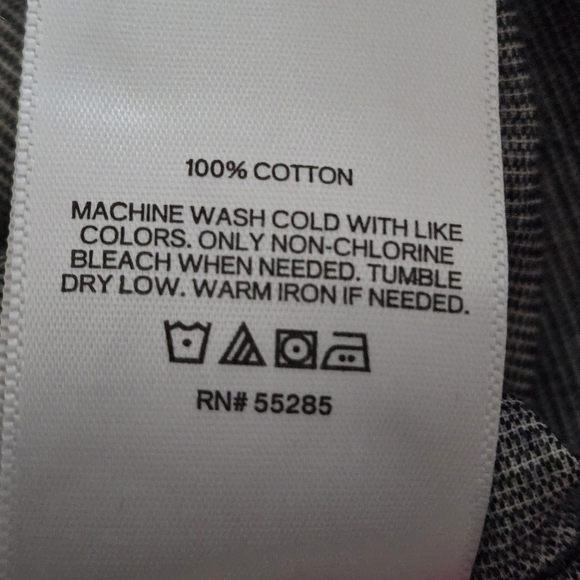 100% COTTON
MACHINE WASH COLD WITH LIKE
COLORS. ONLY NON-CHLORINE
BLEACH WHEN NEEDED. TUMBLE
DRY LOW. WARM IRON IF NEEDED.
RN# 55285